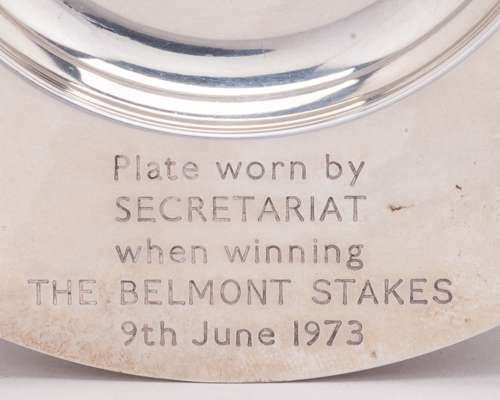 Plate worn by
SECRETARIAT
when winning
THE BELMONT STAKES
9th June 1973